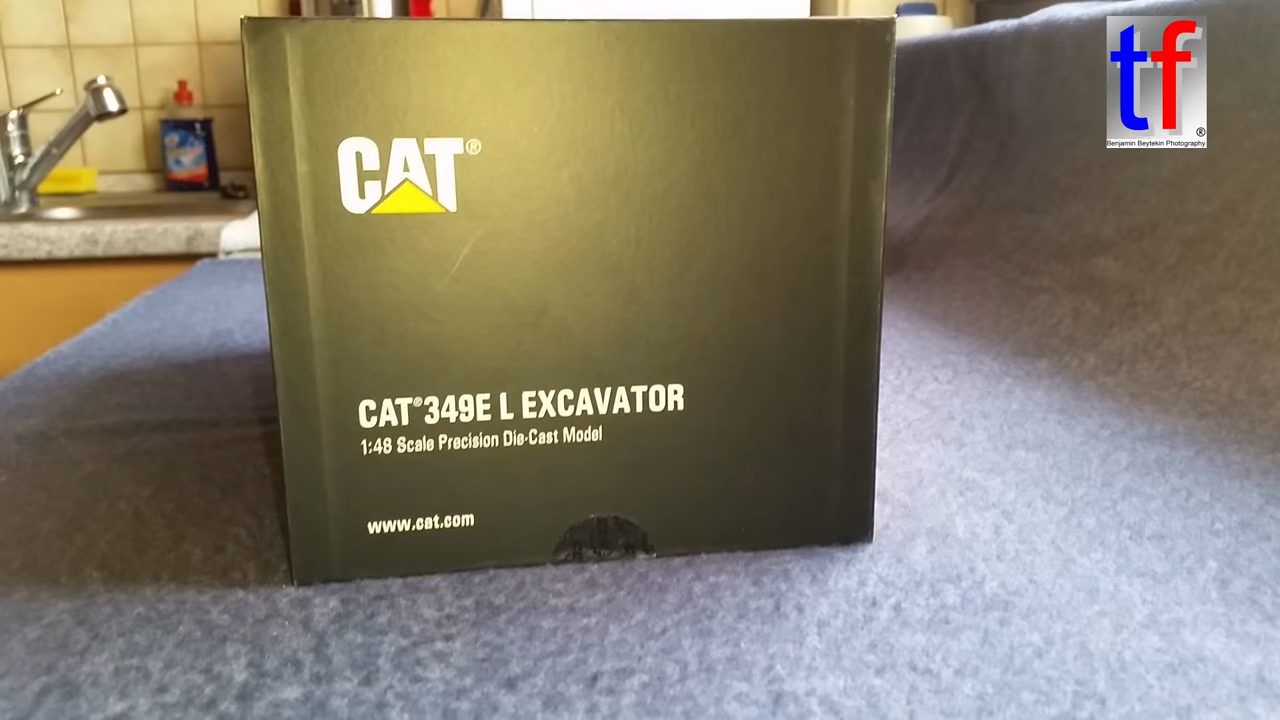 CAT®
CAT® 349E L EXCAVATOR
1:48 Scale Precision Die-Cast Model
www.cat.com
tf®
Benjamin Beytekin Photography